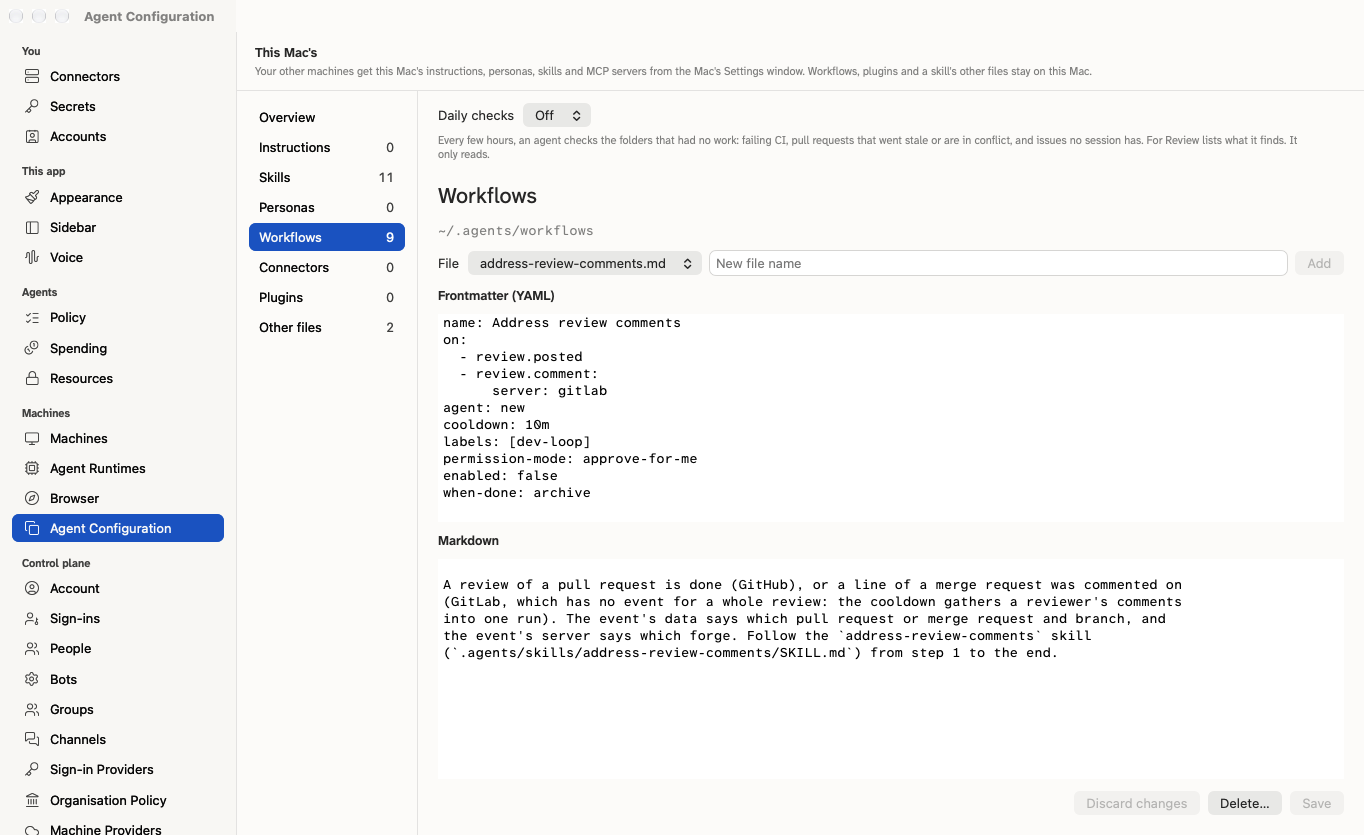 Agent Configuration
You
Connectors
Secrets
Accounts
This app
Appearance
Sidebar
Voice
Agents
Policy
Spending
Resources
Machines
Machines
Agent Runtimes
Browser
Agent Configuration
Control plane
Account
Sign-ins
People
Bots
Groups
Channels
Sign-in Providers
Organisation Policy
Machine Providers
This Mac's
Your other machines get this Mac's instructions, personas, skills and MCP servers from the Mac's Settings window. Workflows, plugins and a skill's other files stay on this Mac.
Overview
Instructions 0
Skills 11
Personas 0
Workflows 9
Connectors 0
Plugins 0
Other files 2
Daily checks Off
Every few hours, an agent checks the folders that had no work: failing CI, pull requests that went stale or are in conflict, and issues no session has. For Review lists what it finds. It
only reads.
Workflows
~/.agents/workflows
File address-review-comments.md New file name Add
Frontmatter (YAML)
name: Address review comments
on:
  - review.posted
  - review.comment:
      server: gitlab
agent: new
cooldown: 10m
labels: [dev-loop]
permission-mode: approve-for-me
enabled: false
when-done: archive
Markdown
A review of a pull request is done (GitHub), or a line of a merge request was commented on
(GitLab, which has no event for a whole review: the cooldown gathers a reviewer's comments
into one run). The event's data says which pull request or merge request and branch, and
the event's server says which forge. Follow the `address-review-comments` skill
(`.agents/skills/address-review-comments/SKILL.md`) from step 1 to the end.
Discard changes Delete... Save